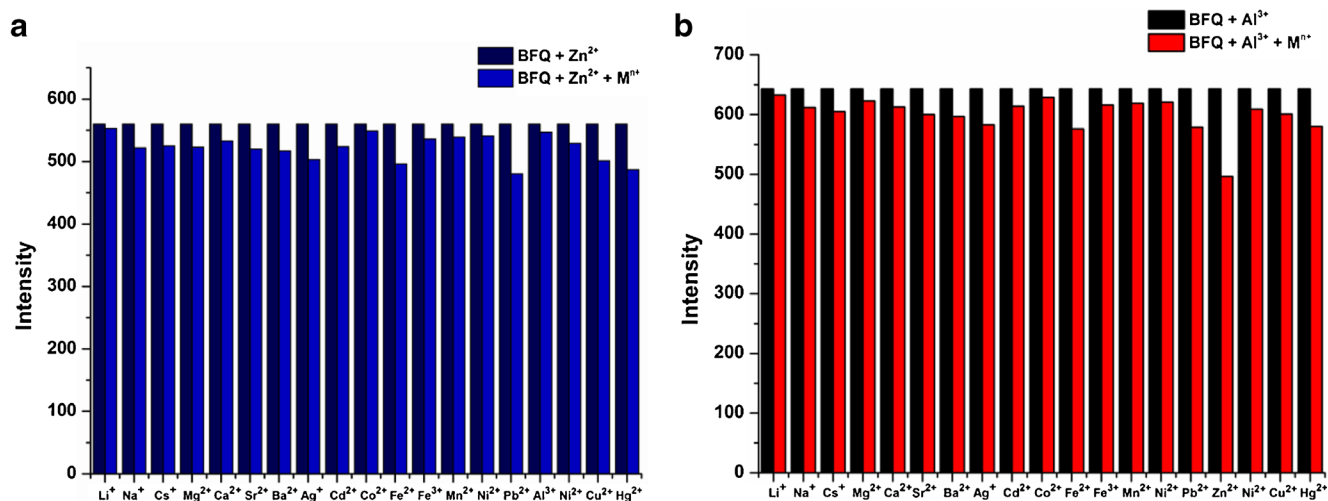 a
BFQ + Zn²⁺
BFQ + Zn²⁺ + Mⁿ⁺
600
500
400
300
200
100
0
Intensity
Li⁺ Na⁺ Cs⁺ Mg²⁺ Ca²⁺ Sr²⁺ Ba²⁺ Ag⁺ Cd²⁺ Co²⁺ Fe²⁺ Fe³⁺ Mn²⁺ Ni²⁺ Pb²⁺ Al³⁺ Ni²⁺ Cu²⁺ Hg²⁺
b
BFQ + Al³⁺
BFQ + Al³⁺ + Mⁿ⁺
700
600
500
400
300
200
100
0
Intensity
Li⁺ Na⁺ Cs⁺ Mg²⁺ Ca²⁺ Sr²⁺ Ba²⁺ Ag⁺ Cd²⁺ Co²⁺ Fe²⁺ Fe³⁺ Mn²⁺ Ni²⁺ Pb²⁺ Zn²⁺ Ni²⁺ Cu²⁺ Hg²⁺